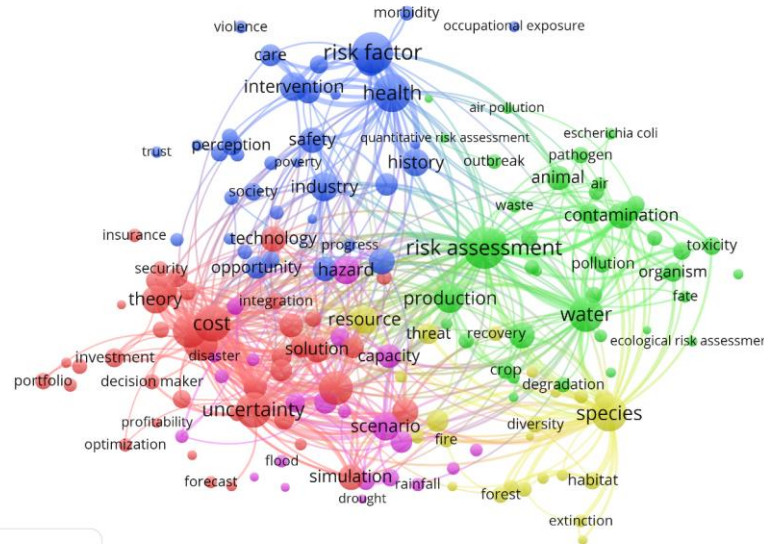 morbidity
violence
occupational exposure
care
risk factor
intervention
health
air pollution
escherichia coli
perception
safety
quantitative risk assessment
trust
poverty
history
outbreak
pathogen
animal
air
society
industry
waste
contamination
insurance
technology
progress
risk assessment
toxicity
security
opportunity
hazard
pollution
organism
theory
integration
production
fate
cost
resource
threat
recovery
water
ecological risk assessmer
investment
disaster
solution
capacity
portfolio
decision maker
crop
degradation
uncertainty
species
profitability
scenario
diversity
optimization
fire
flood
forecast
simulation
rainfall
habitat
drought
forest
extinction